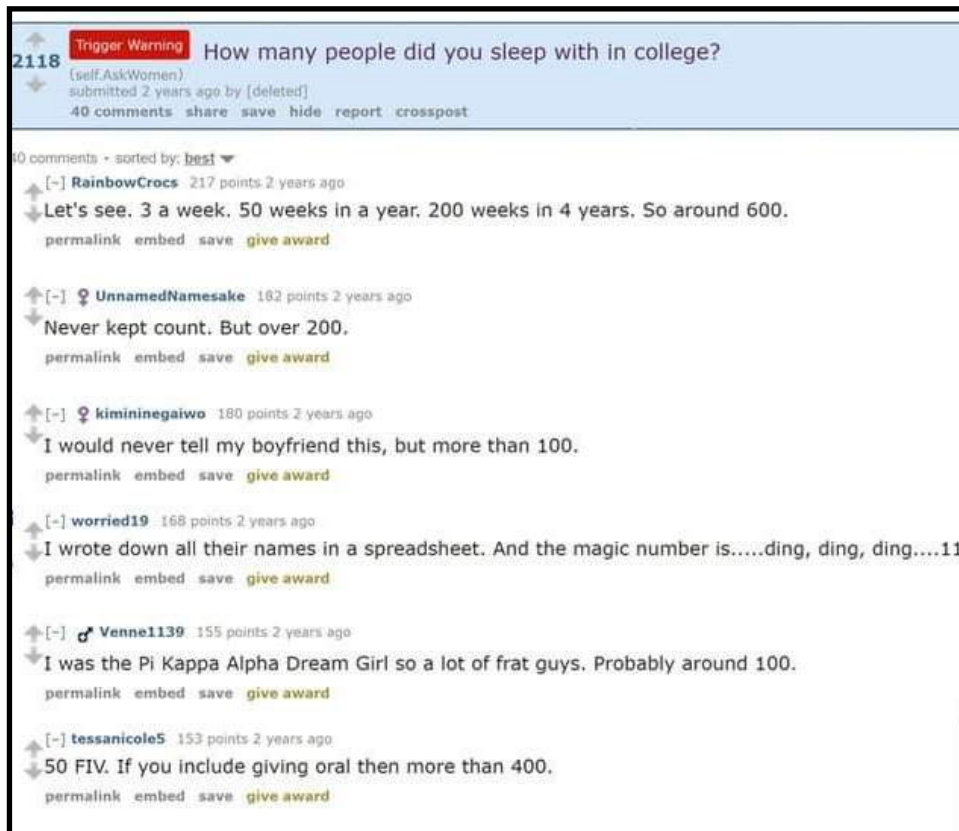 Trigger Warning How many people did you sleep with in college?
2118
(self.AskWomen)
submitted 2 years ago by [deleted]
40 comments share save hide report crosspost
40 comments • sorted by: best
[–] RainbowCrocs 217 points 2 years ago
Let's see. 3 a week. 50 weeks in a year. 200 weeks in 4 years. So around 600.
permalink embed save give award
[–] ♀ UnnamedNamesake 182 points 2 years ago
Never kept count. But over 200.
permalink embed save give award
[–] ♀ kimininegaiwo 180 points 2 years ago
I would never tell my boyfriend this, but more than 100.
permalink embed save give award
[–] worried19 168 points 2 years ago
I wrote down all their names in a spreadsheet. And the magic number is.....ding, ding, ding....11
permalink embed save give award
[–] ♂ Venne1139 155 points 2 years ago
I was the Pi Kappa Alpha Dream Girl so a lot of frat guys. Probably around 100.
permalink embed save give award
[–] tessanicole5 153 points 2 years ago
50 FIV. If you include giving oral then more than 400.
permalink embed save give award